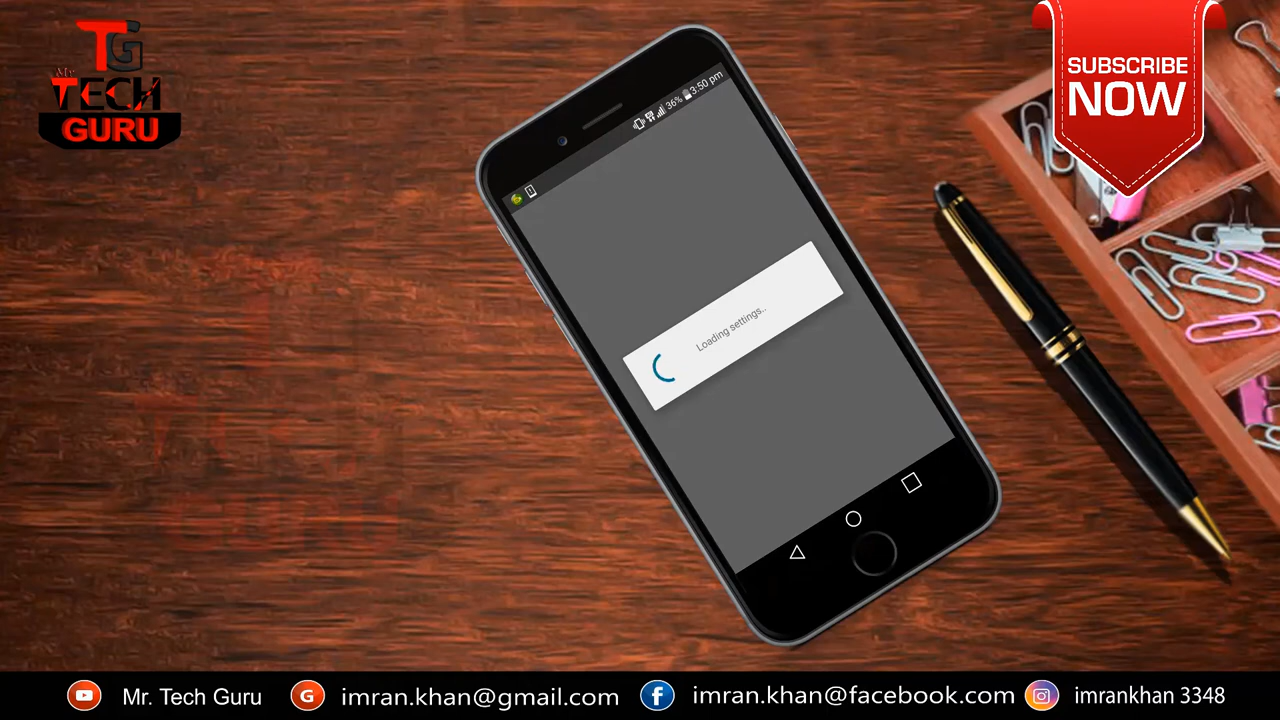 TG
Mr
TECH
GURU
SUBSCRIBE
NOW
36% 3:50 pm
Loading settings..
Mr. Tech Guru
G imran.khan@gmail.com
f imran.khan@facebook.com
imrankhan 3348